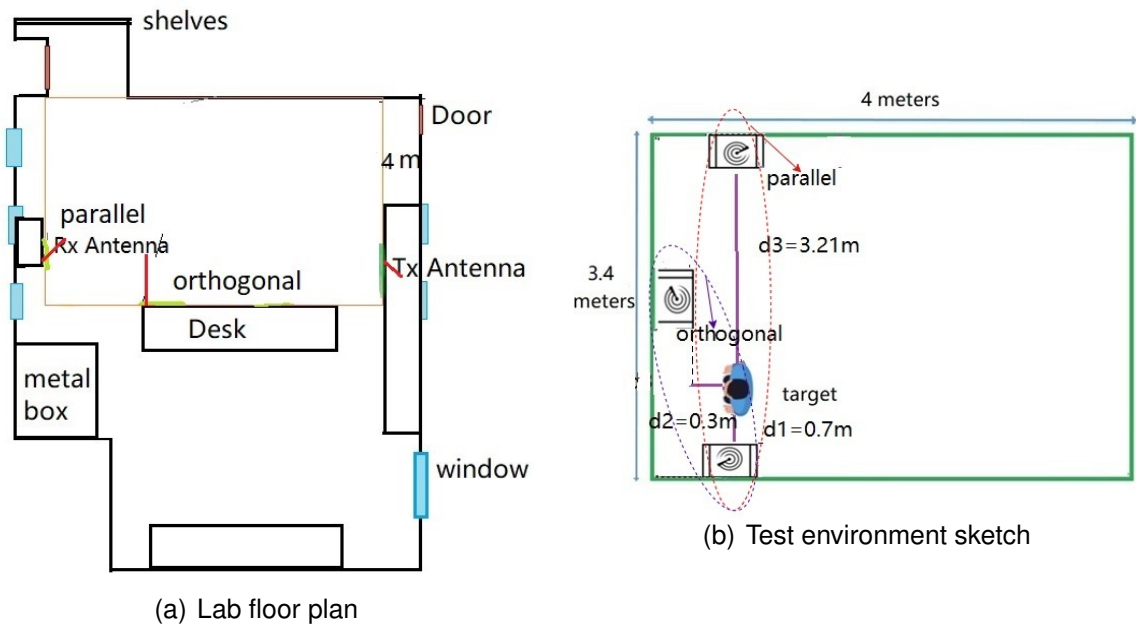 shelves
Door
4 m
parallel
Rx Antenna
Tx Antenna
orthogonal
Desk
metal
box
window
(a) Lab floor plan
4 meters
parallel
d3=3.21m
3.4
meters
orthogonal
target
d2=0.3m
d1=0.7m
(b) Test environment sketch